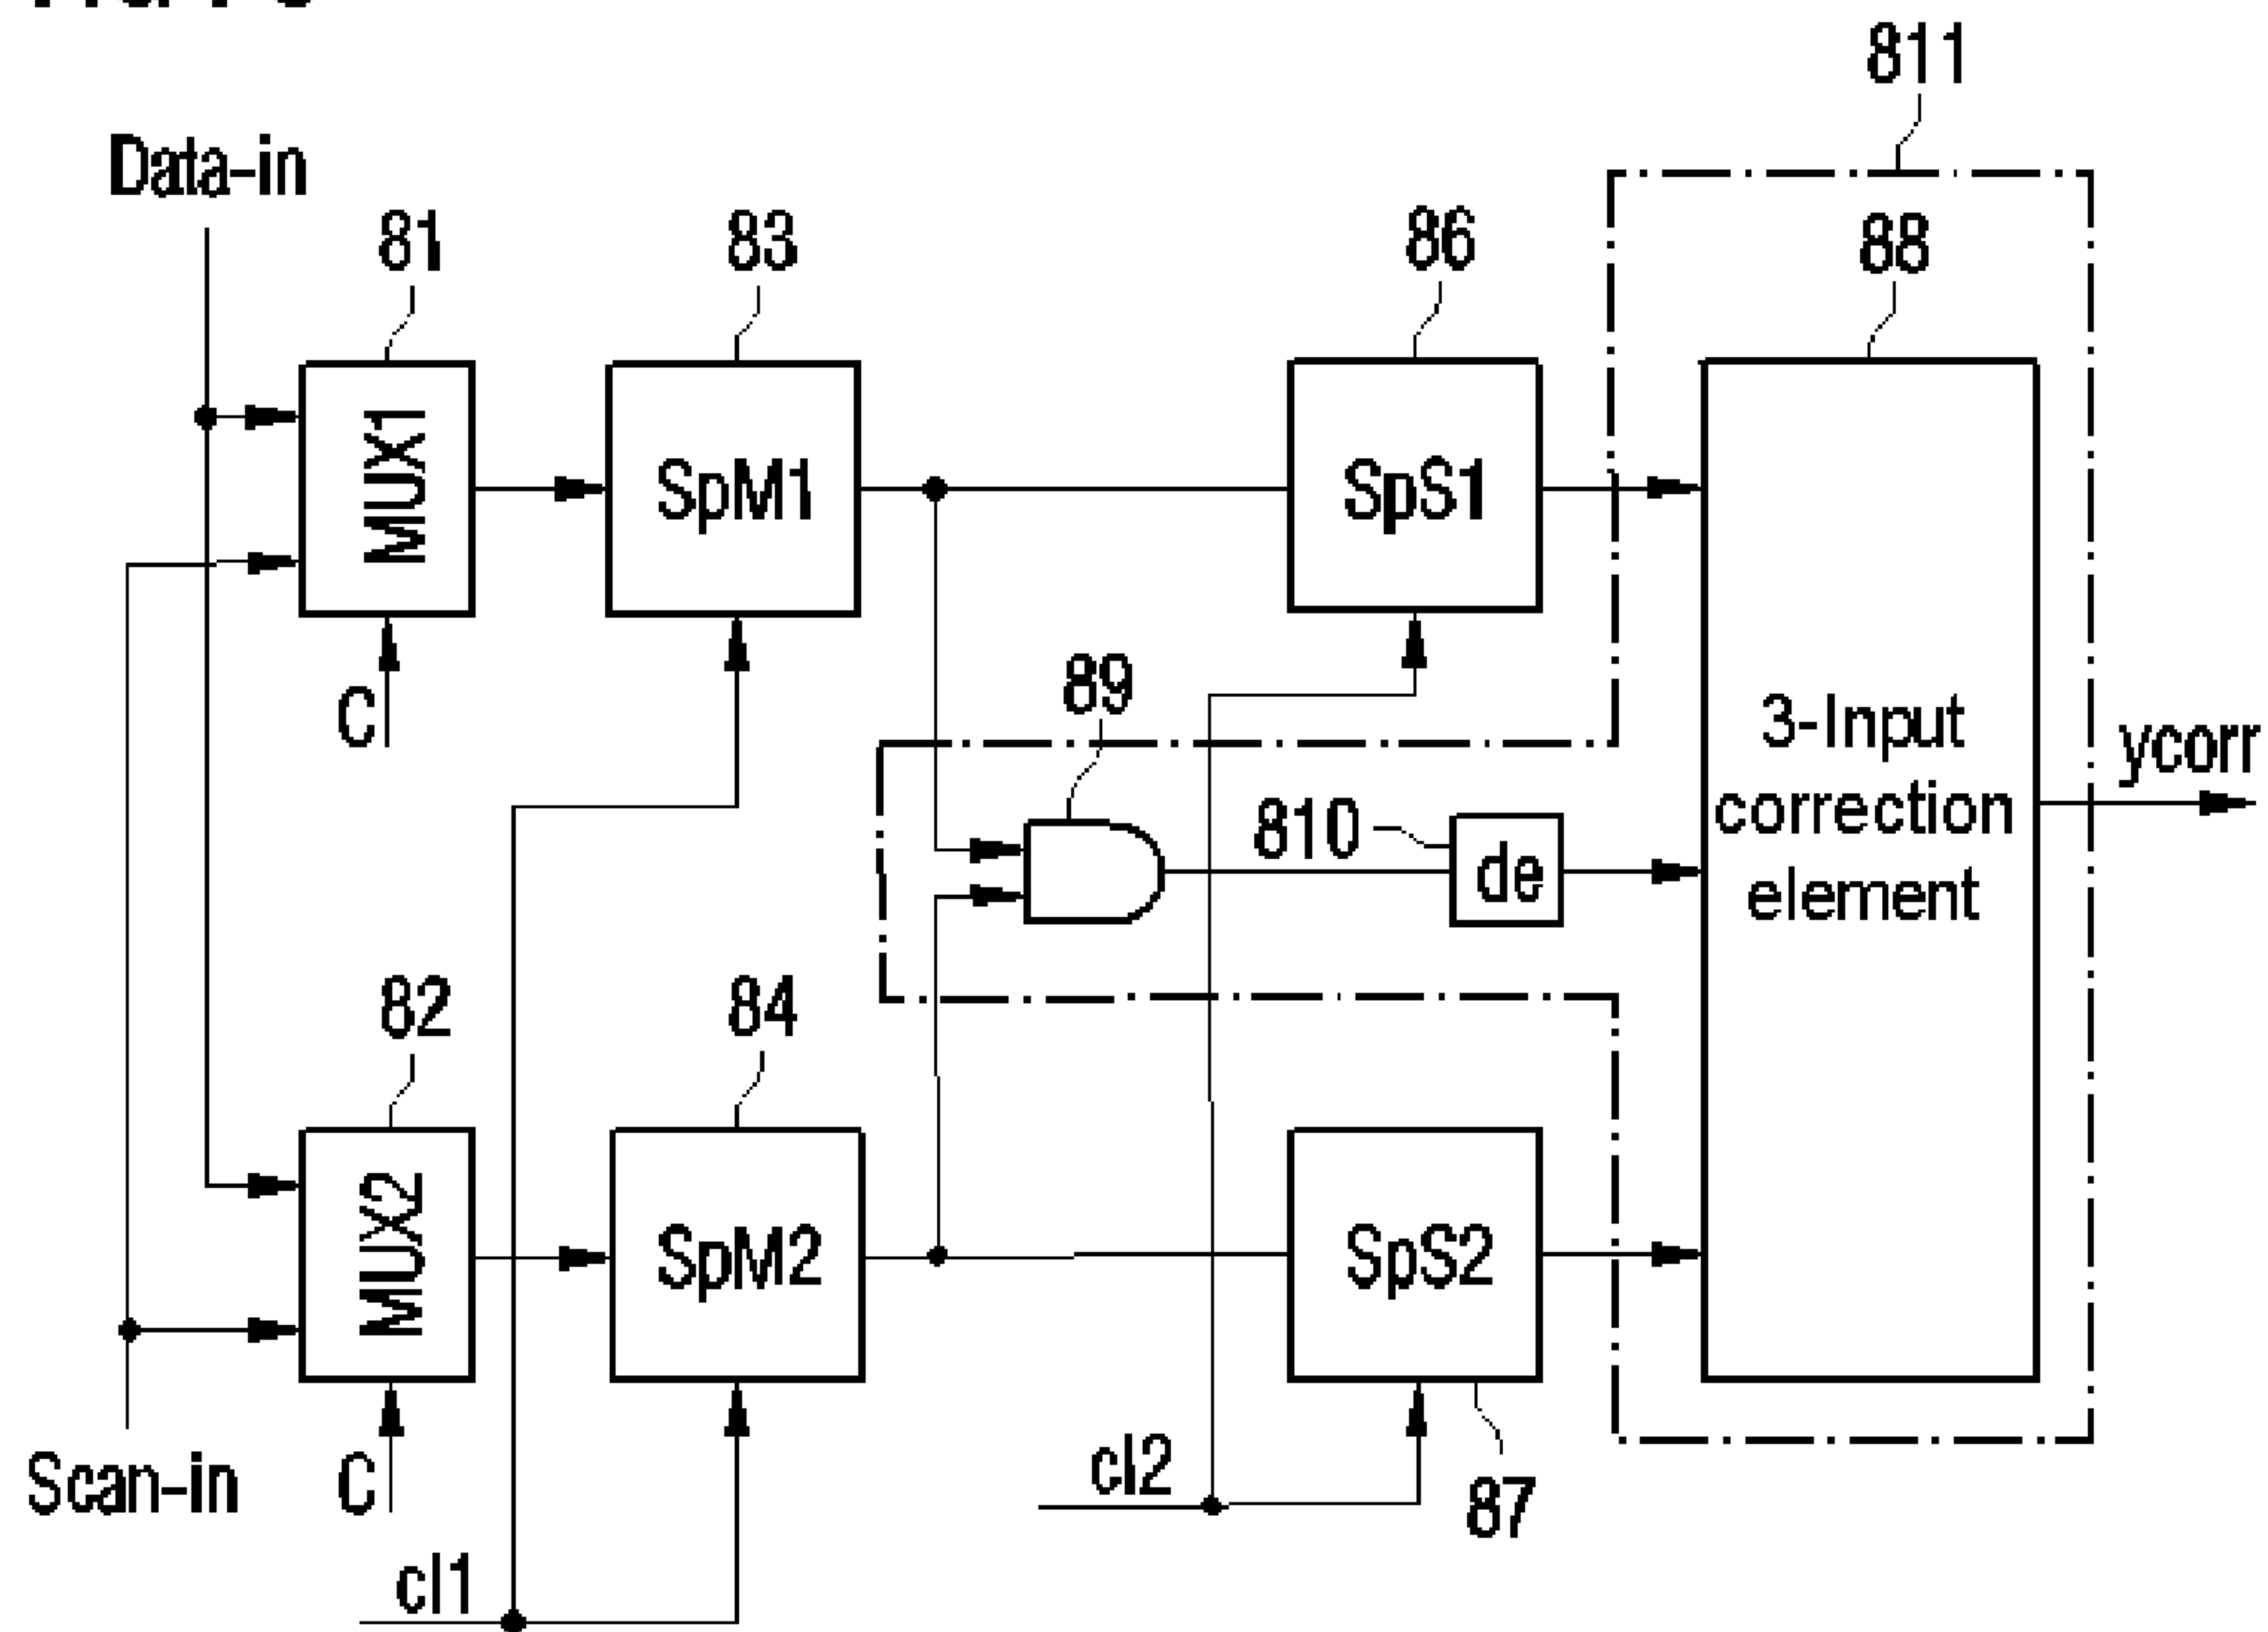 811
Data-in
81
83
86
88
MUX1
SpM1
SpS1
C
89
3-Input
correction
element
ycorr
810
de
82
84
MUX2
SpM2
SpS2
Scan-in
C
cl2
87
cl1